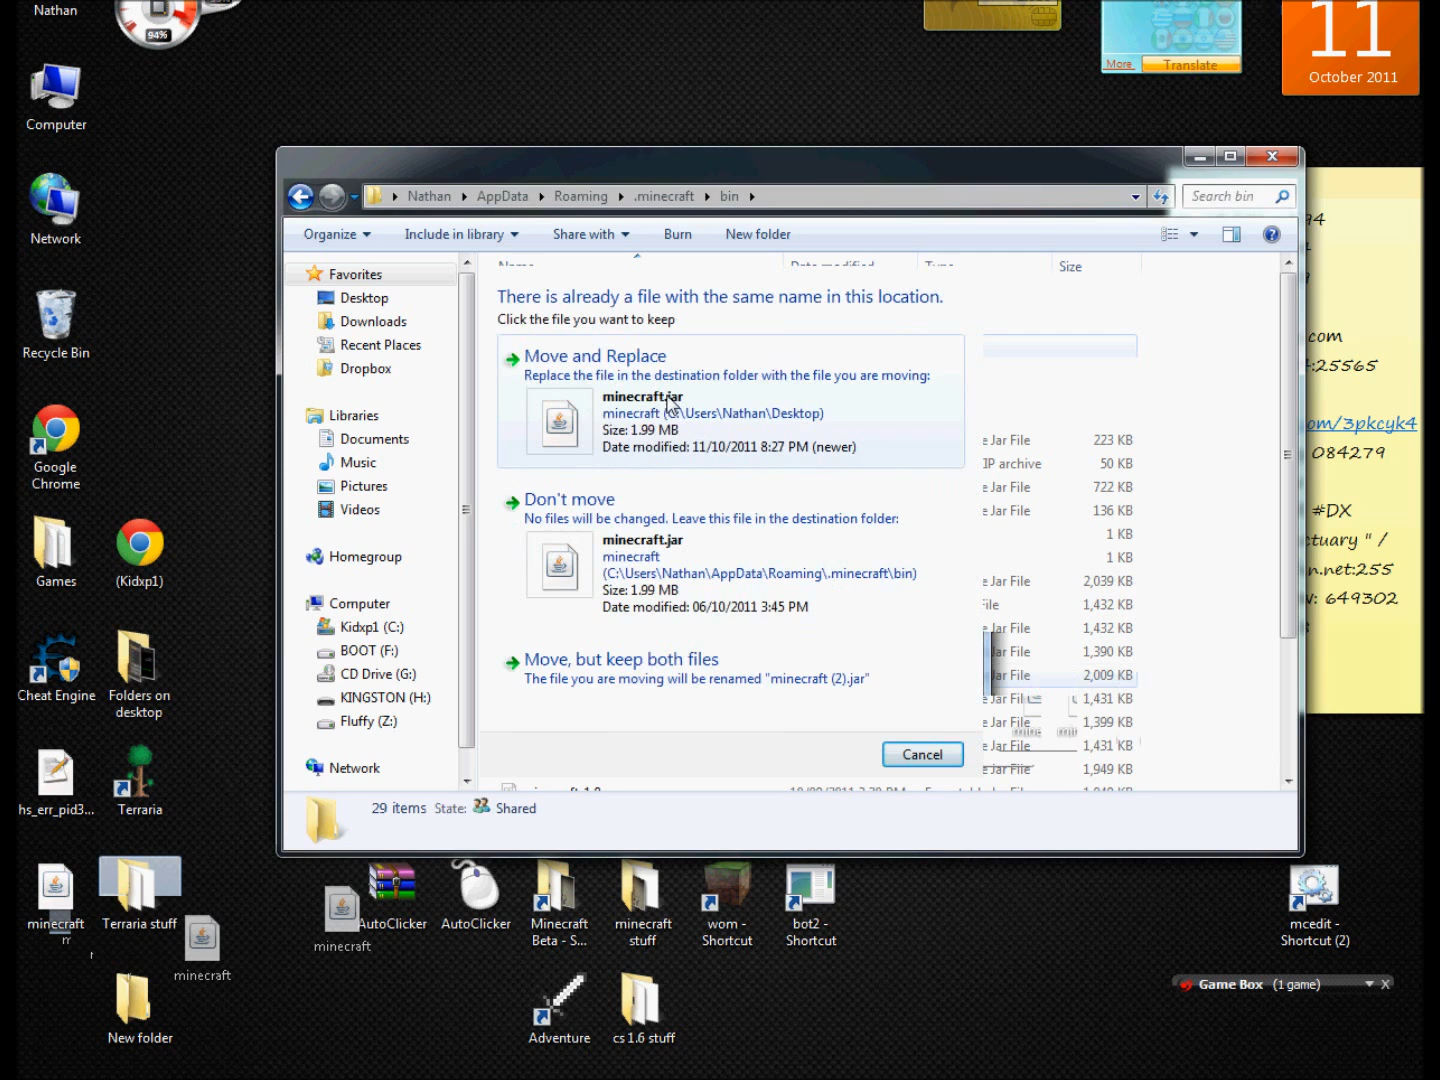 Nathan
94%
More
Translate
11
October 2011
Computer
Network
Recycle Bin
Google
Chrome
Games
(Kidxp1)
Cheat Engine
Folders on
desktop
hs_err_pid3...
Terraria
minecraft
Terraria stuff
minecraft
New folder
Nathan
AppData
Roaming
.minecraft
bin
Search bin
Organize
Include in library
Share with
Burn
New folder
Favorites
Desktop
Downloads
Recent Places
Dropbox
Libraries
Documents
Music
Pictures
Videos
Homegroup
Computer
Kidxp1 (C:)
BOOT (F:)
CD Drive (G:)
KINGSTON (H:)
Fluffy (Z:)
Network
Name
Date modified
Type
Size
There is already a file with the same name in this location.
Click the file you want to keep
Move and Replace
Replace the file in the destination folder with the file you are moving:
minecraft.jar
minecraft (C:\Users\Nathan\Desktop)
Size: 1.99 MB
Date modified: 11/10/2011 8:27 PM (newer)
Don't move
No files will be changed. Leave this file in the destination folder:
minecraft.jar
minecraft
(C:\Users\Nathan\AppData\Roaming\.minecraft\bin)
Size: 1.99 MB
Date modified: 06/10/2011 3:45 PM
Move, but keep both files
The file you are moving will be renamed "minecraft (2).jar"
Cancel
e Jar File 223 KB
IP archive 50 KB
e Jar File 722 KB
e Jar File 136 KB
1 KB
1 KB
e Jar File 2,039 KB
File 1,432 KB
e Jar File 1,432 KB
e Jar File 1,390 KB
e Jar File 2,009 KB
e Jar File 1,431 KB
e Jar File 1,399 KB
e Jar File 1,431 KB
e Jar File 1,949 KB
29 items State: Shared
94
com
:25565
om/3pkcyk4
084279
#DX
ctuary " /
n.net:255
: 649302
minecraft
AutoClicker
AutoClicker
Minecraft
Beta - S...
minecraft
stuff
wom -
Shortcut
bot2 -
Shortcut
mcedit -
Shortcut (2)
Game Box (1 game)
Adventure
cs 1.6 stuff